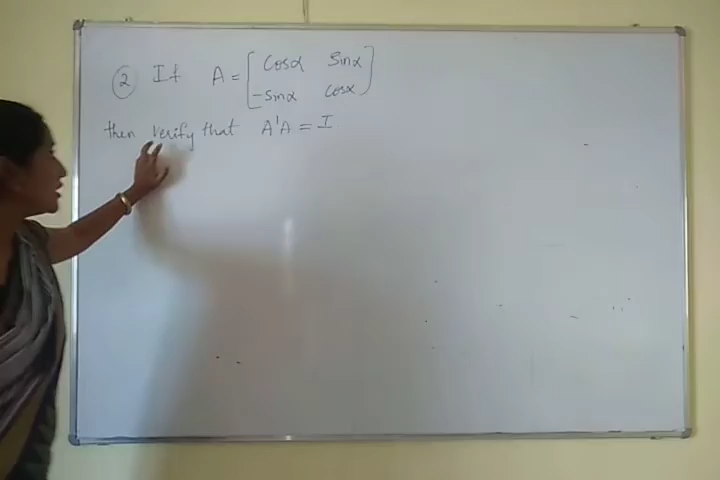 ② If A = [ cosα sinα
-sinα cosα ]
then verify that A'A = I